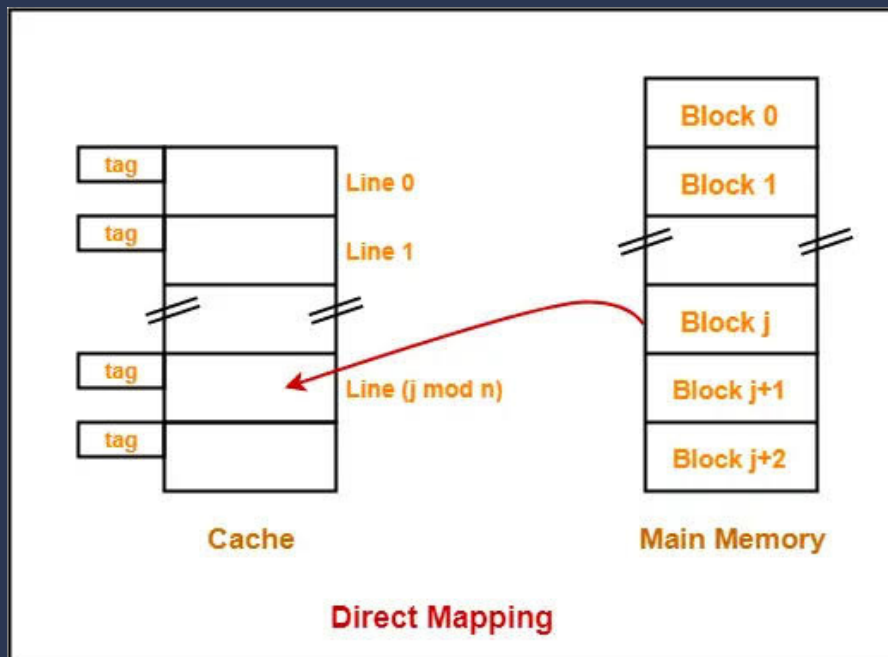 Block 0
tag
Line 0
Block 1
tag
Line 1
Block j
tag
Line (j mod n)
Block j+1
tag
Block j+2
Cache
Main Memory
Direct Mapping